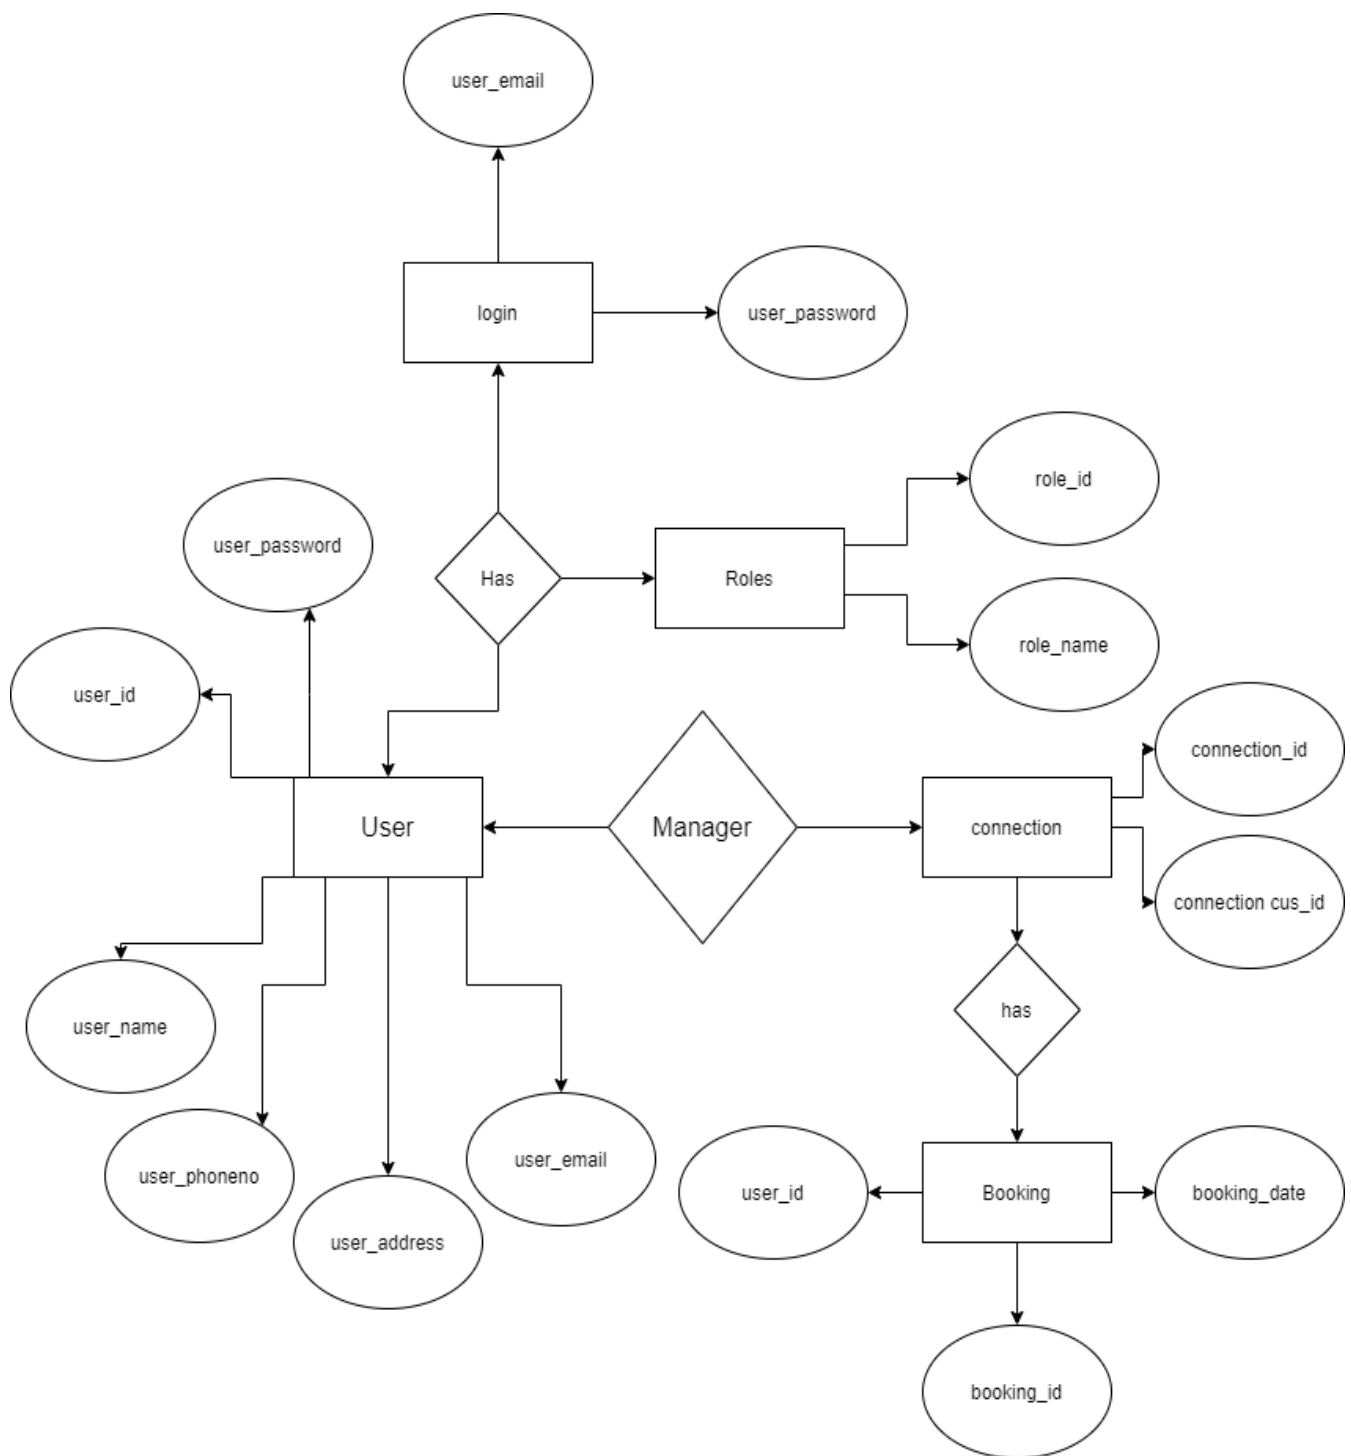 user_email
login
user_password
role_id
user_password
Has
Roles
role_name
user_id
connection_id
User
Manager
connection
connection cus_id
has
user_name
user_phoneno
user_email
user_id
Booking
booking_date
user_address
booking_id